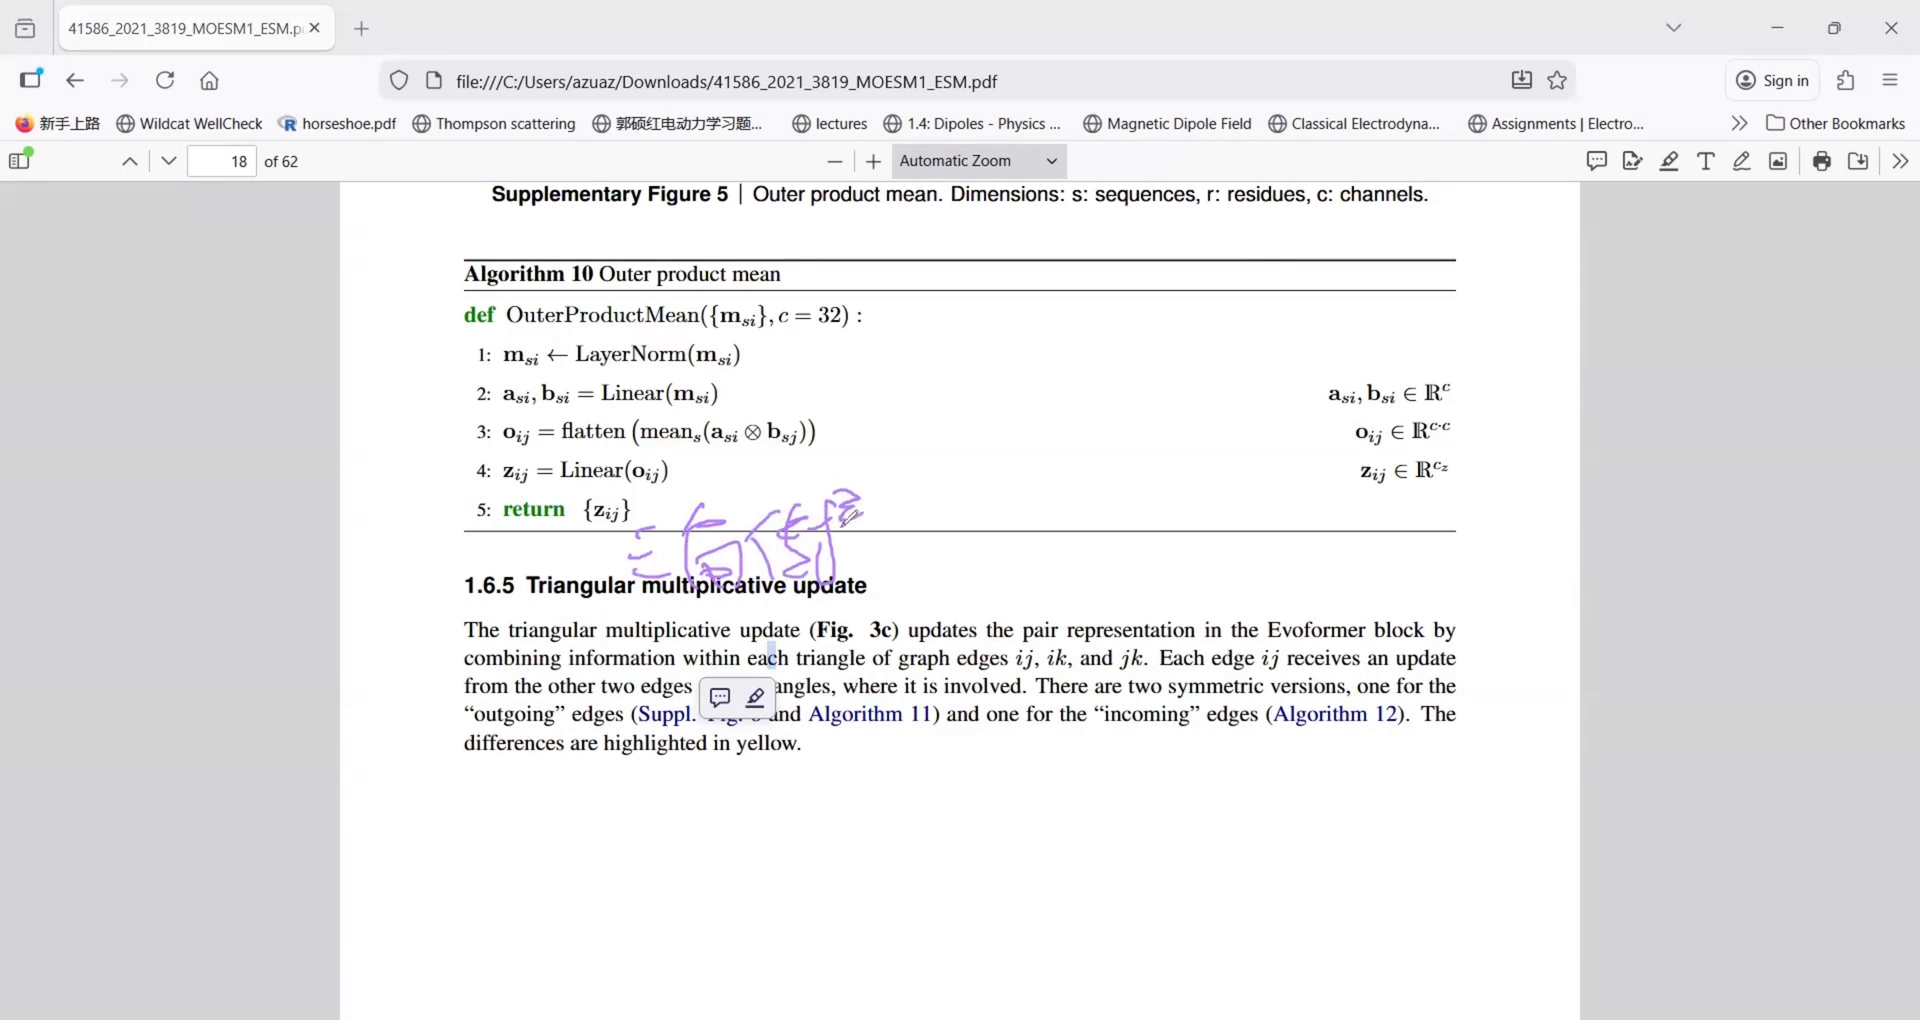 41586_2021_3819_MOESM1_ESM.p
file:///C:/Users/azuaz/Downloads/41586_2021_3819_MOESM1_ESM.pdf
Sign in
新手上路 Wildcat WellCheck horseshoe.pdf Thompson scattering 郭硕红电动力学习题... lectures 1.4: Dipoles - Physics ... Magnetic Dipole Field Classical Electrodyna... Assignments | Electro... Other Bookmarks
18 of 62 Automatic Zoom
Supplementary Figure 5 | Outer product mean. Dimensions: s: sequences, r: residues, c: channels.
Algorithm 10 Outer product mean
def OuterProductMean({m_si}, c = 32) :
1: m_si ← LayerNorm(m_si)
2: a_si, b_si = Linear(m_si) a_si, b_si ∈ ℝ^c
3: o_ij = flatten (mean_s(a_si ⊗ b_sj)) o_ij ∈ ℝ^{c·c}
4: z_ij = Linear(o_ij) z_ij ∈ ℝ^{c_z}
5: return {z_ij}
1.6.5 Triangular multiplicative update
The triangular multiplicative update (Fig. 3c) updates the pair representation in the Evoformer block by
combining information within each triangle of graph edges ij, ik, and jk. Each edge ij receives an update
from the other two edges angles, where it is involved. There are two symmetric versions, one for the
“outgoing” edges (Suppl. and Algorithm 11) and one for the “incoming” edges (Algorithm 12). The
differences are highlighted in yellow.